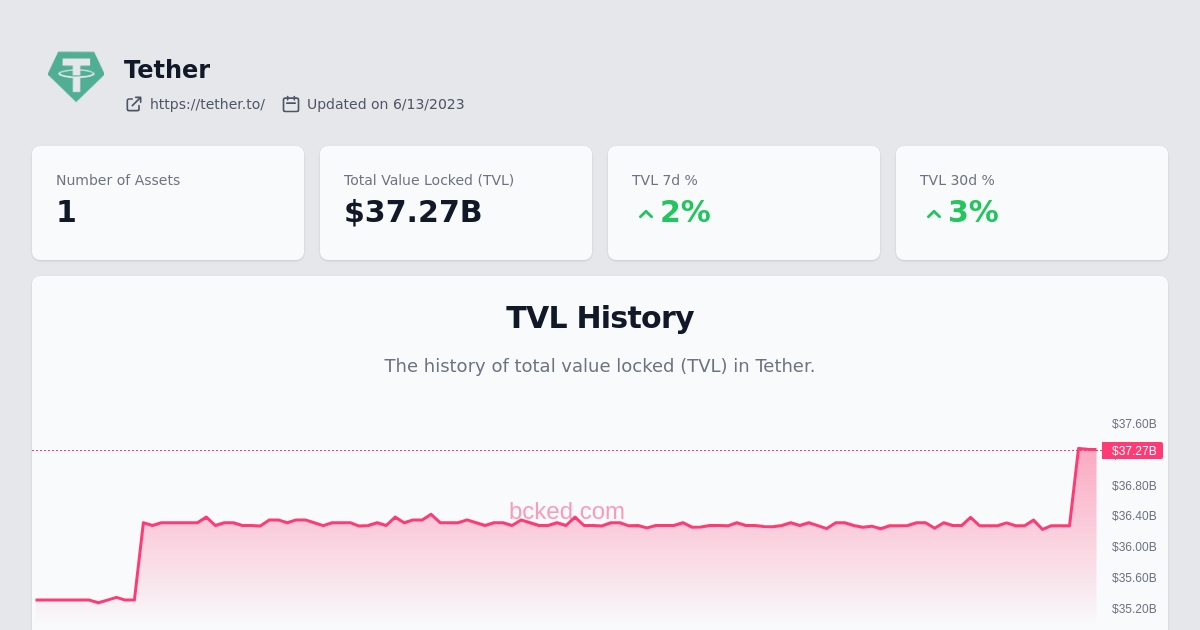 Tether
https://tether.to/ Updated on 6/13/2023
Number of Assets
1
Total Value Locked (TVL)
$37.27B
TVL 7d %
2%
TVL 30d %
3%
TVL History
The history of total value locked (TVL) in Tether.
$37.60B
$37.27B
$36.80B
bcked.com
$36.40B
$36.00B
$35.60B
$35.20B